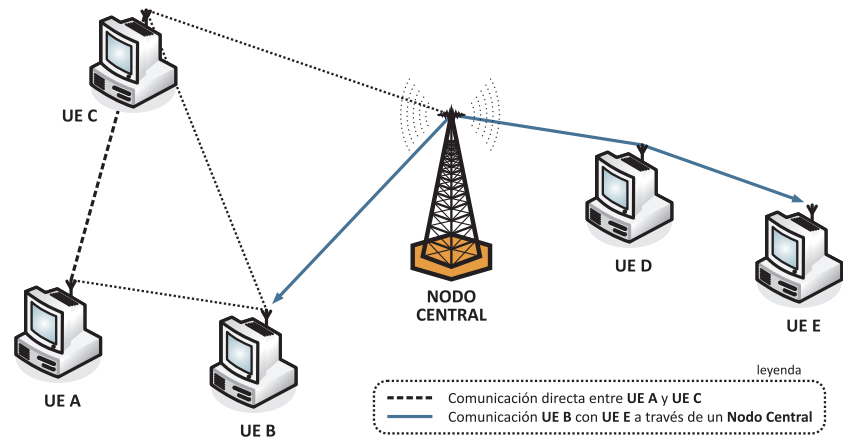 UE C
NODO
CENTRAL
UE D
UE E
UE A
UE B
leyenda
Comunicación directa entre UE A y UE C
Comunicación UE B con UE E a través de un Nodo Central